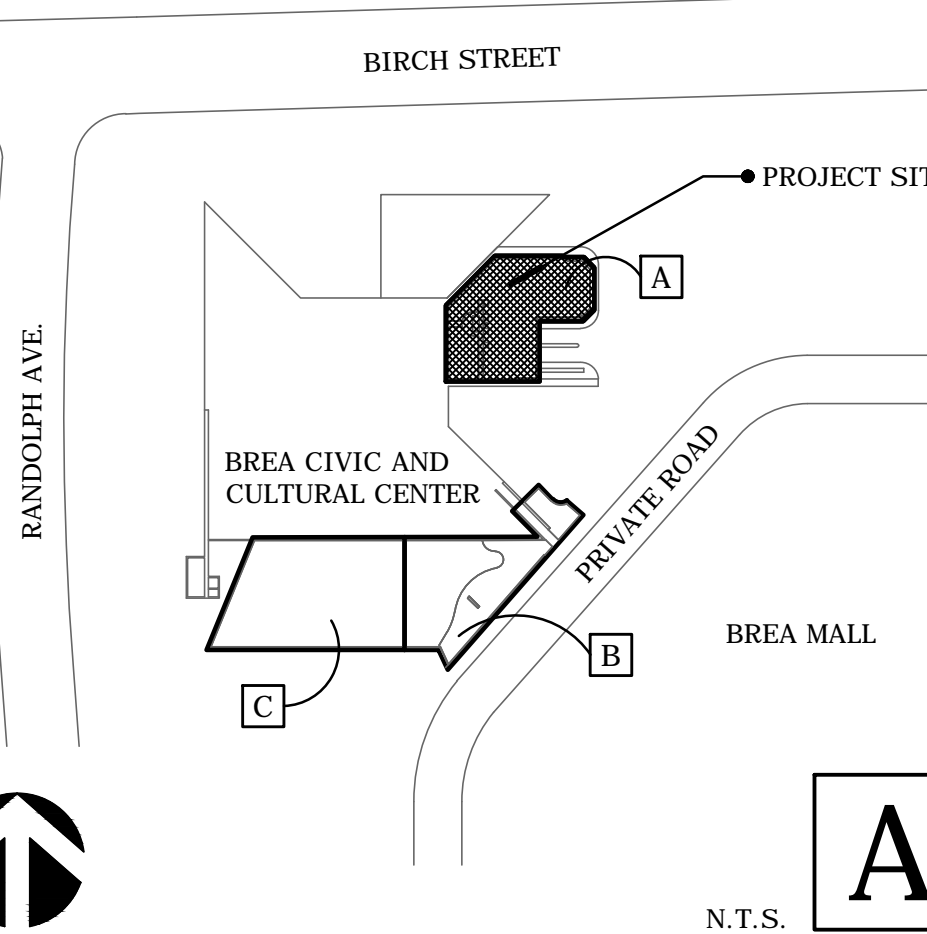 BIRCH STREET
PROJECT SIT
A
RANDOLPH AVE.
BREA CIVIC AND
CULTURAL CENTER
PRIVATE ROAD
BREA MALL
B
C
A
N.T.S.